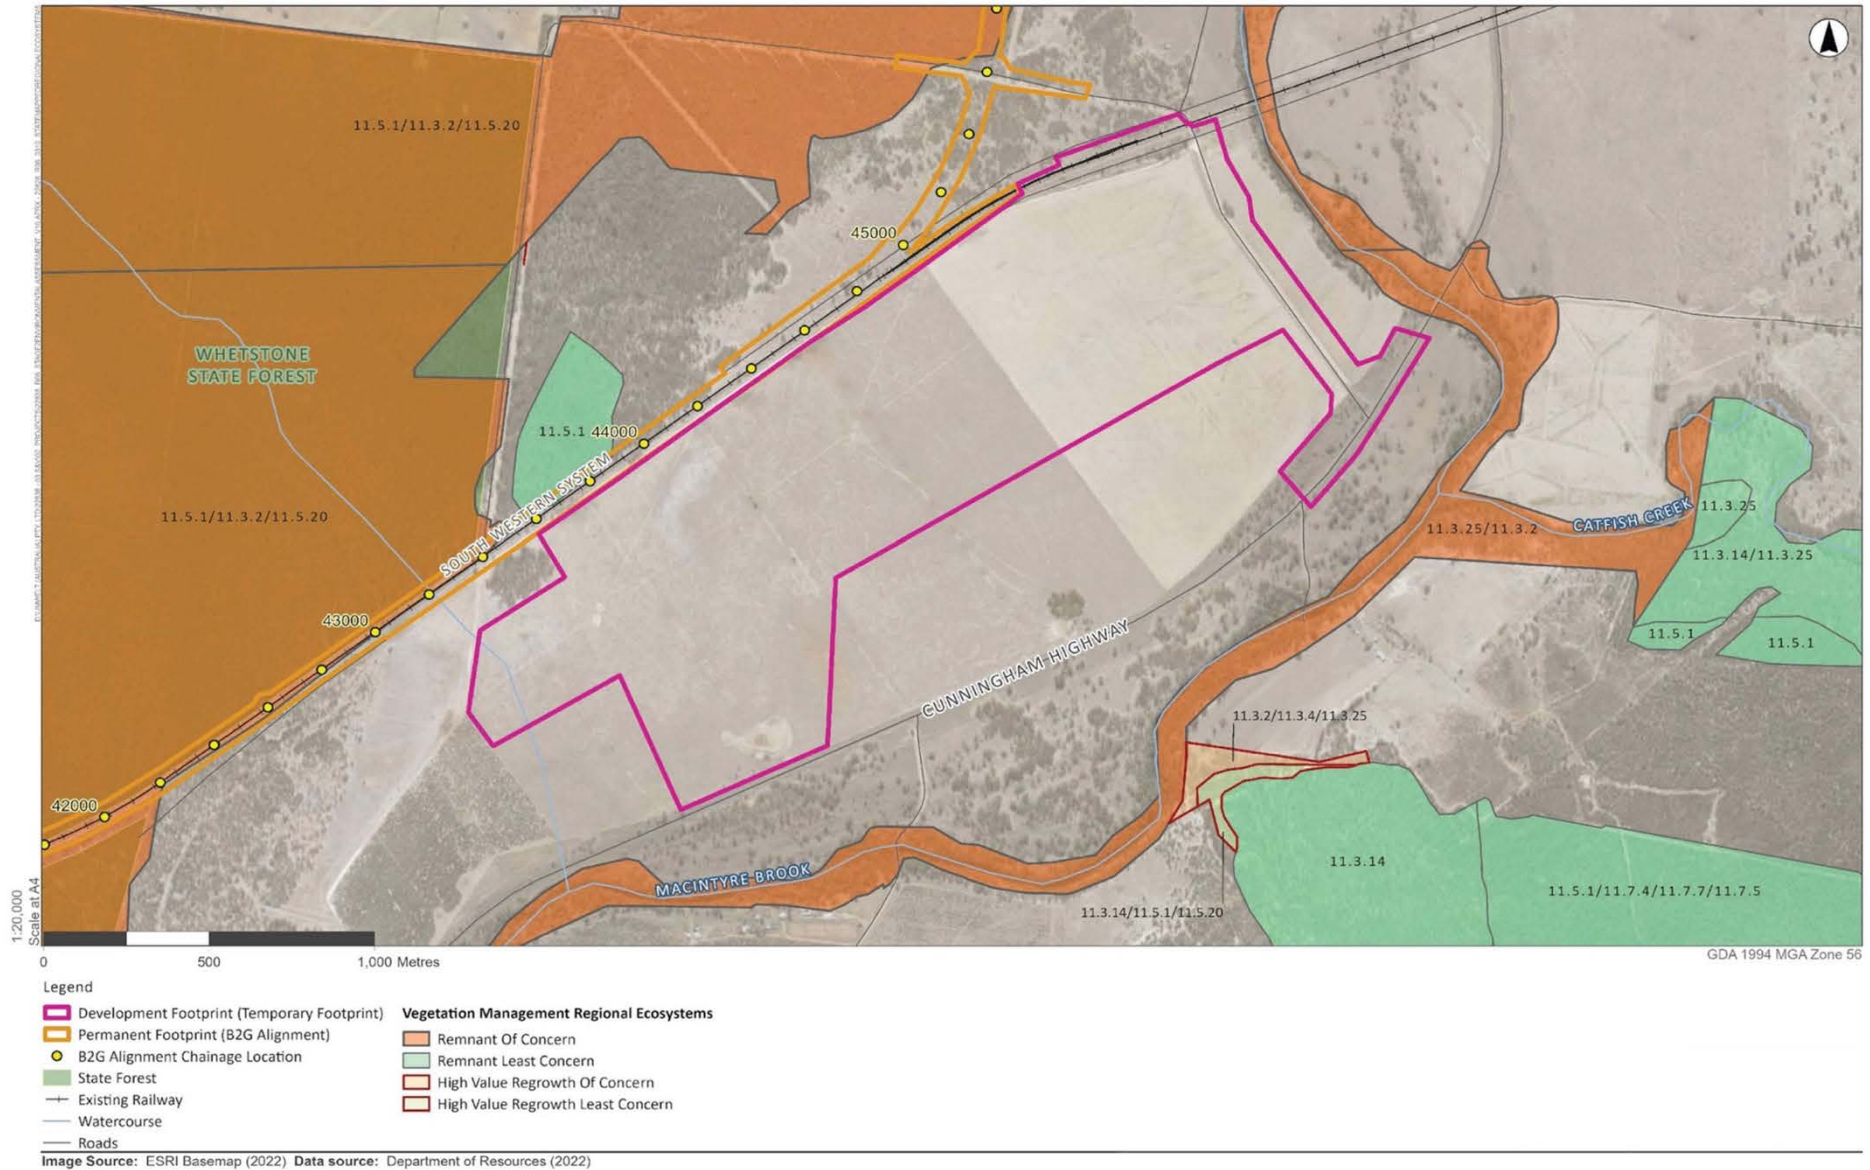 11.5.1/11.3.2/11.5.20
45000
WHETSTONE
STATE FOREST
11.5.1
44000
11.5.1/11.3.2/11.5.20
SOUTH WESTERN SYSTEM
11.3.25
CATFISH CREEK
11.3.25/11.3.2
11.3.14/11.3.25
43000
11.5.1
11.5.1
CUNNINGHAM HIGHWAY
11.3.2/11.3.4/11.3.25
42000
MACINTYRE BROOK
11.3.14
11.5.1/11.7.4/11.7.7/11.7.5
11.3.14/11.5.1/11.5.20
1:20,000
Scale at A4
0 500 1,000 Metres
GDA 1994 MGA Zone 56
Legend
Development Footprint (Temporary Footprint)
Permanent Footprint (B2G Alignment)
B2G Alignment Chainage Location
State Forest
Existing Railway
Watercourse
Roads
Vegetation Management Regional Ecosystems
Remnant Of Concern
Remnant Least Concern
High Value Regrowth Of Concern
High Value Regrowth Least Concern
Image Source: ESRI Basemap (2022) Data source: Department of Resources (2022)